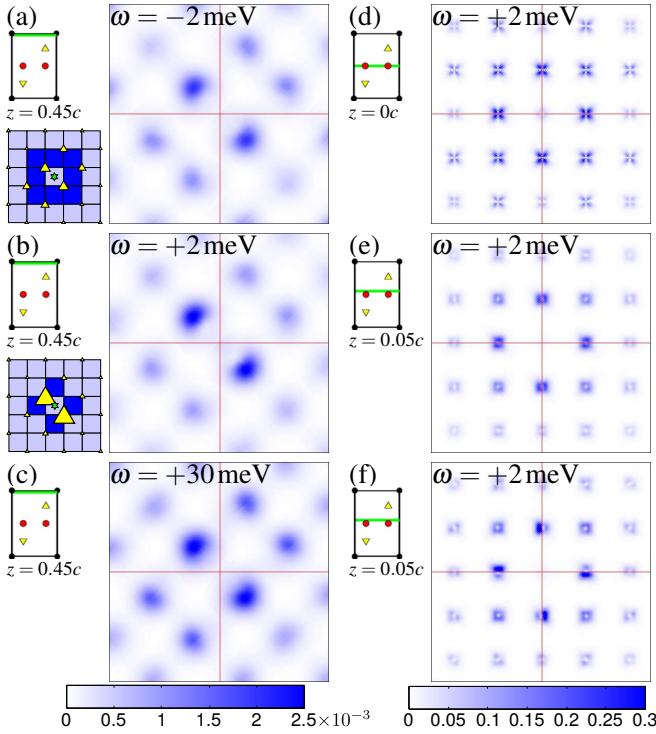 (a)
ω = −2 meV
z = 0.45c
(b)
ω = +2 meV
z = 0.45c
(c)
ω = +30 meV
z = 0.45c
0 0.5 1 1.5 2 2.5×10⁻³
(d)
ω = +2 meV
z = 0c
(e)
ω = +2 meV
z = 0.05c
(f)
ω = +2 meV
z = 0.05c
0 0.05 0.1 0.15 0.2 0.25 0.3